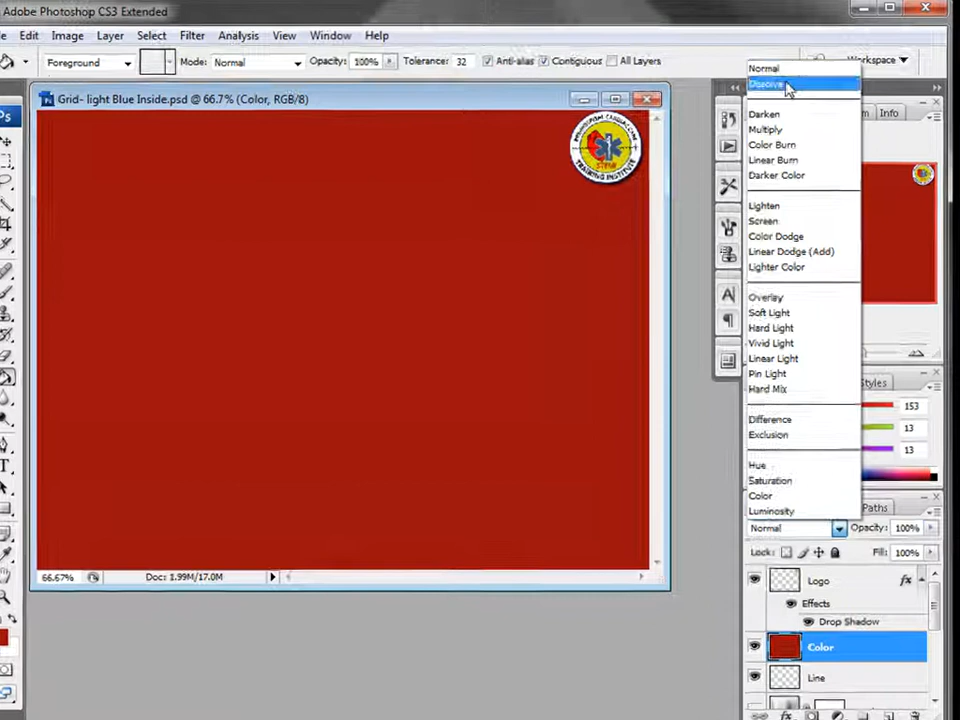 Adobe Photoshop CS3 Extended
Edit Image Layer Select Filter Analysis View Window Help
Foreground Mode: Normal Opacity: 100% Tolerance: 32 Anti-alias Contiguous All Layers Workspace
Grid- light Blue Inside.psd @ 66.7% (Color, RGB/8)
Info
Normal
Dissolve
Darken
Multiply
Color Burn
Linear Burn
Darker Color
Lighten
Screen
Color Dodge
Linear Dodge (Add)
Lighter Color
Overlay
Soft Light
Hard Light
Vivid Light
Linear Light
Pin Light
Hard Mix
Difference
Exclusion
Hue
Saturation
Color
Luminosity
Styles
153
13
13
Paths
Normal Opacity: 100%
Lock: Fill: 100%
Logo fx
Effects
Drop Shadow
Color
Line
66.67% Doc: 1.99M/17.0M
TRAINING INSTITUTE